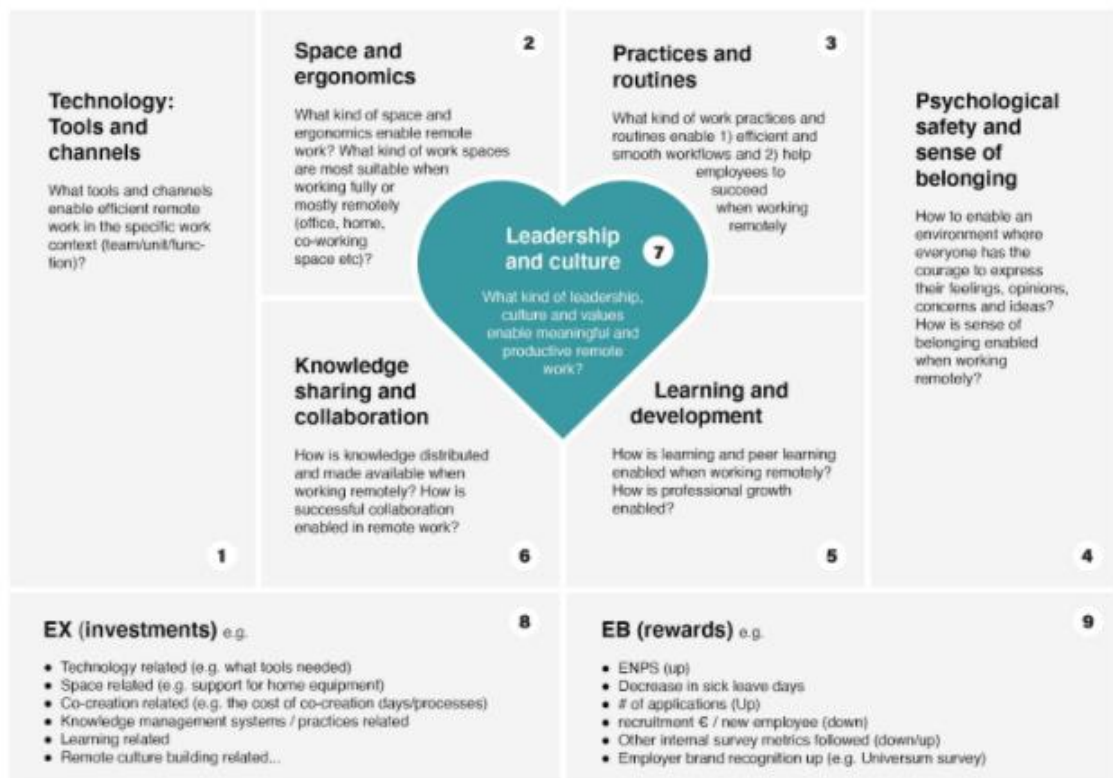 1
Technology:
Tools and
channels
What tools and channels
enable efficient remote
work in the specific work
context (team/unit/func-
tion)?
2
Space and
ergonomics
What kind of space and
ergonomics enable remote
work? What kind of work spaces
are most suitable when
working fully or
mostly remotely
(office, home,
co-working
space etc)?
3
Practices and
routines
What kind of work practices and
routines enable 1) efficient and
smooth workflows and 2) help
employees to
succeed
when working
remotely
4
Psychological
safety and
sense of
belonging
How to enable an
environment where
everyone has the
courage to express
their feelings, opinions,
concerns and ideas?
How is sense of
belonging enabled
when working
remotely?
5
Learning and
development
How is learning and peer learning
enabled when working remotely?
How is professional growth
enabled?
6
Knowledge
sharing and
collaboration
How is knowledge distributed
and made available when
working remotely? How is
successful collaboration
enabled in remote work?
7
Leadership
and culture
What kind of leadership,
culture and values
enable meaningful and
productive remote
work?
8
EX (investments) e.g.
• Technology related (e.g. what tools needed)
• Space related (e.g. support for home equipment)
• Co-creation related (e.g. the cost of co-creation days/processes)
• Knowledge management systems / practices related
• Learning related
• Remote culture building related...
9
EB (rewards) e.g.
• ENPS (up)
• Decrease in sick leave days
• # of applications (Up)
• recruitment € / new employee (down)
• Other internal survey metrics followed (down/up)
• Employer brand recognition up (e.g. Universum survey)